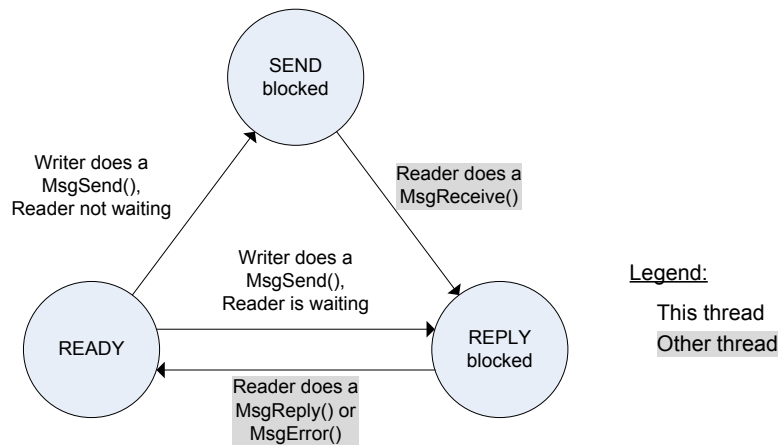 SEND
blocked
Writer does a
MsgSend(),
Reader not waiting
Reader does a
MsgReceive()
Writer does a
MsgSend(),
Reader is waiting
Legend:
This thread
Other thread
READY
REPLY
blocked
Reader does a
MsgReply() or
MsgError()